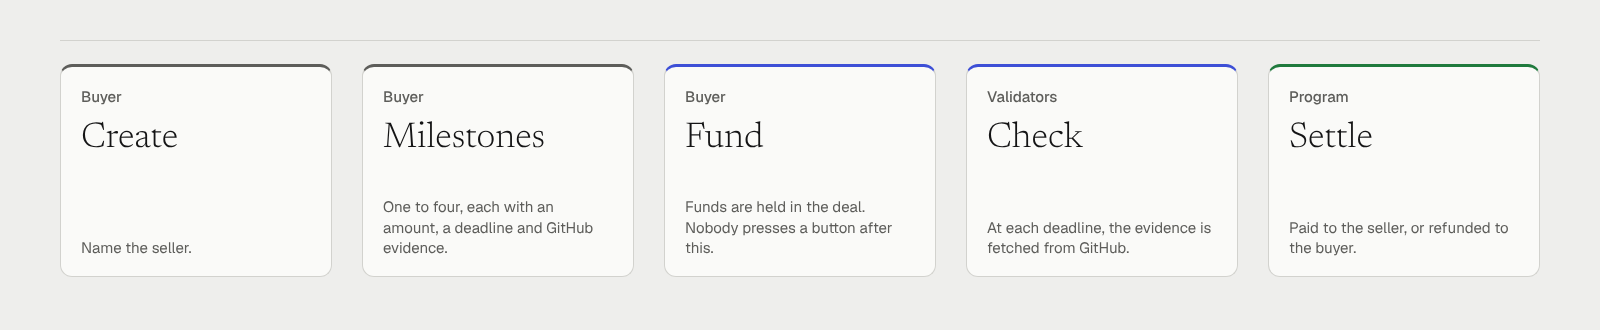 Buyer
Create
Name the seller.
Buyer
Milestones
One to four, each with an
amount, a deadline and GitHub
evidence.
Buyer
Fund
Funds are held in the deal.
Nobody presses a button after
this.
Validators
Check
At each deadline, the evidence is
fetched from GitHub.
Program
Settle
Paid to the seller, or refunded to
the buyer.